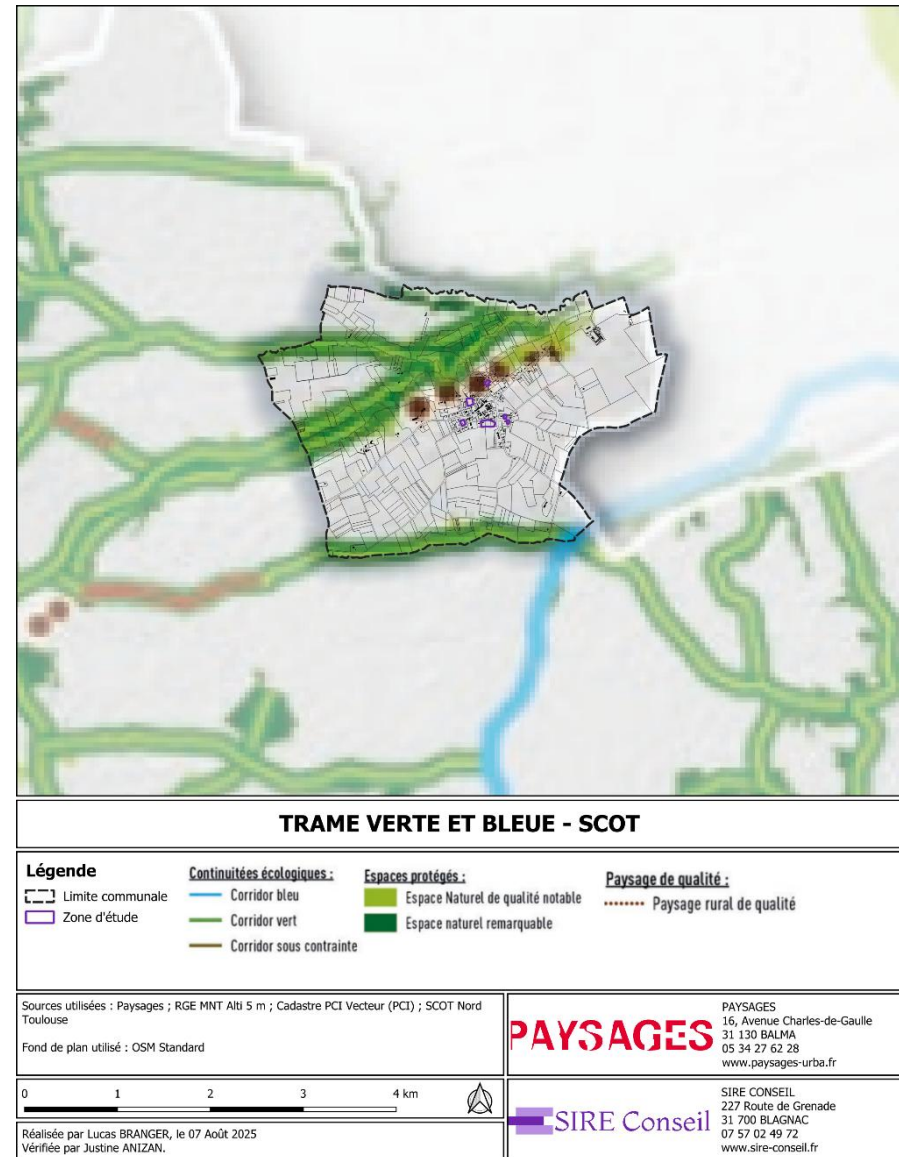 TRAME VERTE ET BLEUE - SCOT
Légende
Limite communale
Zone d'étude
Continuitées écologiques :
Corridor bleu
Corridor vert
Corridor sous contrainte
Espaces protégés :
Espace Naturel de qualité notable
Espace naturel remarquable
Paysage de qualité :
Paysage rural de qualité
Sources utilisées : Paysages ; RGE MNT Alti 5 m ; Cadastre PCI Vecteur (PCI) ; SCOT Nord
Toulouse
Fond de plan utilisé : OSM Standard
0 1 2 3 4 km
Réalisée par Lucas BRANGER, le 07 Août 2025
Vérifiée par Justine ANIZAN.
PAYSAGES
PAYSAGES
16, Avenue Charles-de-Gaulle
31 130 BALMA
05 34 27 62 28
www.paysages-urba.fr
SIRE Conseil
SIRE CONSEIL
227 Route de Grenade
31 700 BLAGNAC
07 57 02 49 72
www.sire-conseil.fr